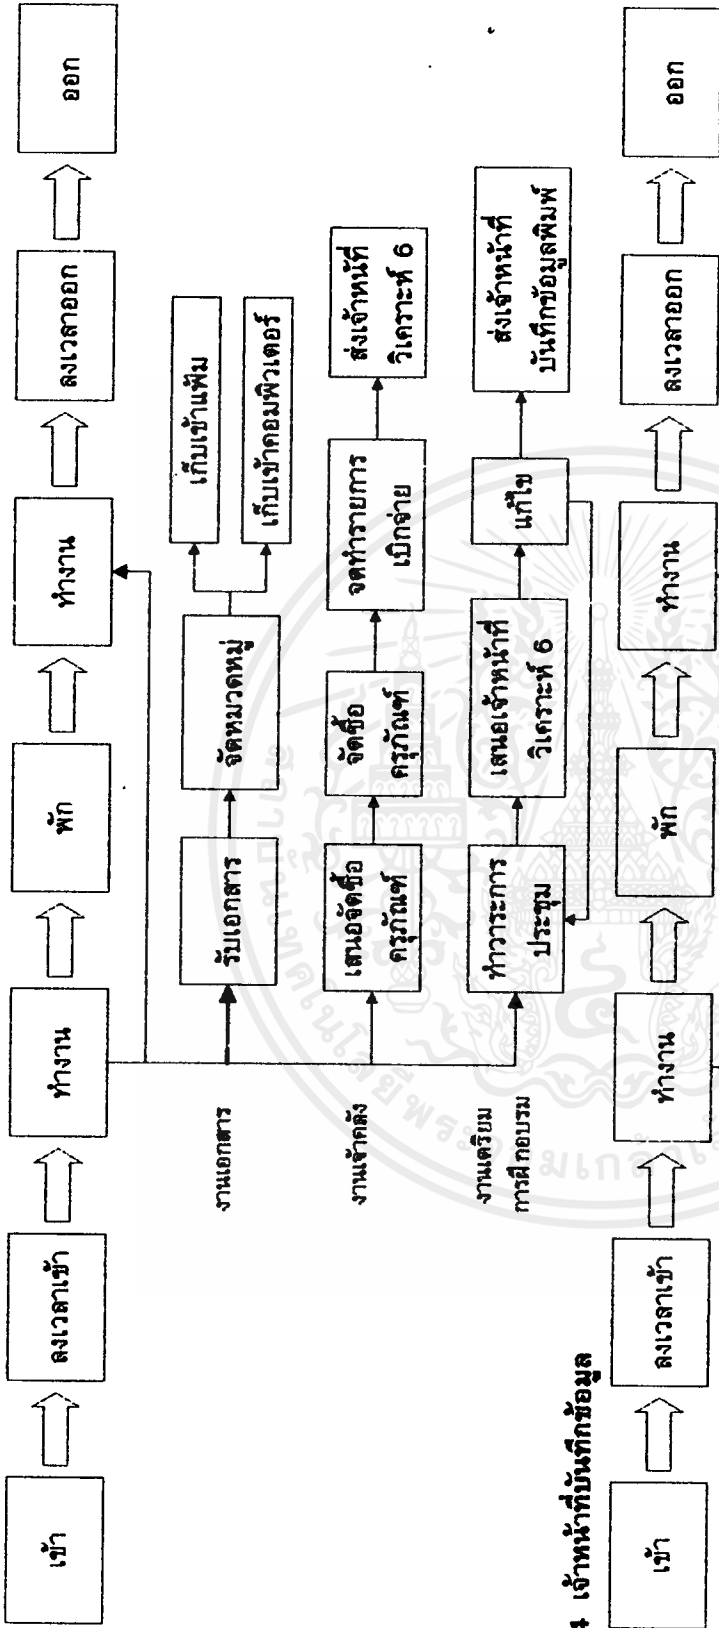 เข้า
ลงเวลาเข้า
ทำงาน
พัก
ทำงาน
ลงเวลาออก
ออก
งานเอกสาร
รับเอกสาร
จัดหมวดหมู่
เก็บเข้าแฟ้ม
เก็บเข้าคอมพิวเตอร์
งานเจ้าคลัง
เสนอจัดซื้อ
ครุภัณฑ์
จัดซื้อ
ครุภัณฑ์
จัดทำรายการ
เบิกจ่าย
ส่งเจ้าหน้ที่
วิเคราะห์ 6
งานเตรียม
การฝึกอบรม
ทำวาระการ
ประชุม
เสนอเจ้าหน้าที่
วิเคราะห์ 6
แก้ไข
ส่งเจ้าหน้าที่
บันทึกข้อมูลพิมพ์
เจ้าหน้าที่บันทึกข้อมูล
เข้า
ลงเวลาเข้า
ทำงาน
พัก
ทำงาน
ลงเวลาออก
ออก